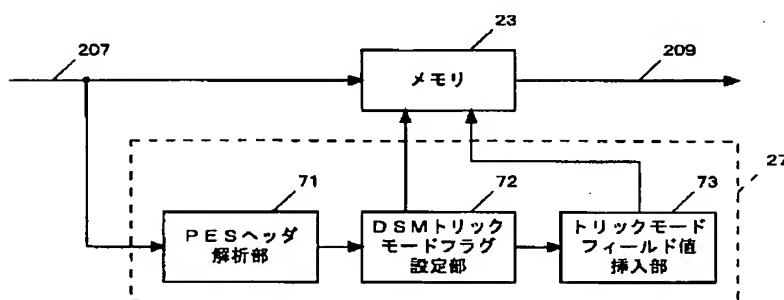 23
207
メモリ
209
27
71
72
73
PESヘッダ
解析部
DSMトリック
モードフラグ
設定部
トリックモード
フィールド値
挿入部